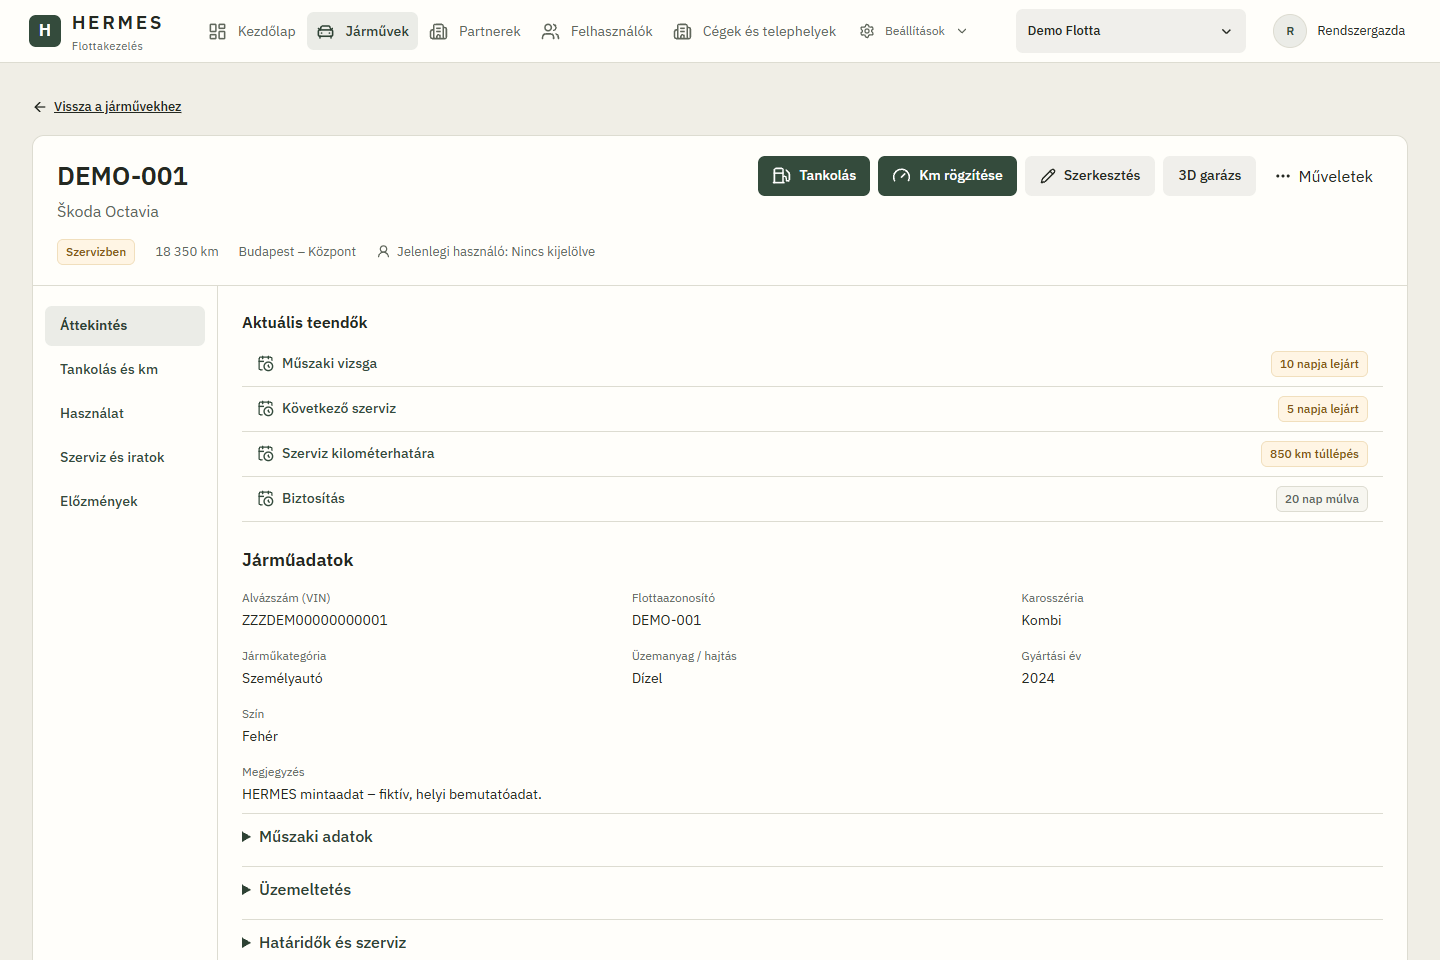 H HERMES
Flottakezelés
Kezdőlap
Járművek
Partnerek
Felhasználók
Cégek és telephelyek
Beállítások
Demo Flotta
R Rendszergazda
Vissza a járművekhez
DEMO-001
Tankolás
Km rögzítése
Szerkesztés
3D garázs
Műveletek
Škoda Octavia
Szervizben
18 350 km
Budapest – Központ
Jelenlegi használó: Nincs kijelölve
Áttekintés
Tankolás és km
Használat
Szerviz és iratok
Előzmények
Aktuális teendők
Műszaki vizsga 10 napja lejárt
Következő szerviz 5 napja lejárt
Szerviz kilométerhatára 850 km túllépés
Biztosítás 20 nap múlva
Járműadatok
Alvázszám (VIN) Flottaazonosító Karosszéria
ZZZDEM00000000001 DEMO-001 Kombi
Járműkategória Üzemanyag / hajtás Gyártási év
Személyautó Dízel 2024
Szín
Fehér
Megjegyzés
HERMES mintaadat – fiktív, helyi bemutatóadat.
Műszaki adatok
Üzemeltetés
Határidők és szerviz